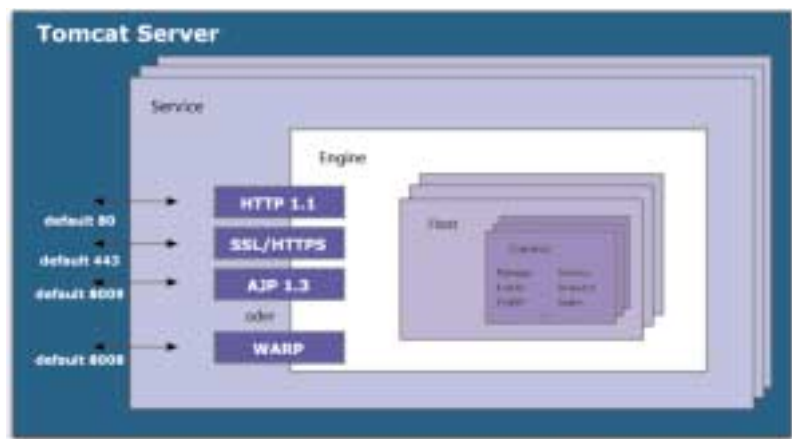 Tomcat Server
Service
Engine
HTTP 1.1
default 80
Host
SSL/HTTPS
default 443
Context
AJP 1.3
default 8009
oder
WARP
default 8008